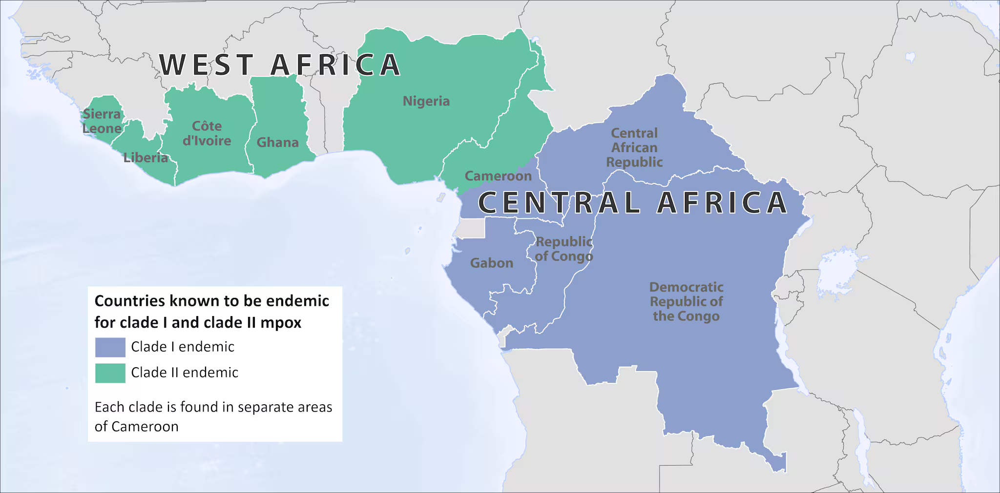 WEST AFRICA
Nigeria
Sierra
Leone
Liberia
Côte
d'Ivoire
Ghana
Cameroon
Central
African
Republic
CENTRAL AFRICA
Gabon
Republic
of Congo
Democratic
Republic of
the Congo
Countries known to be endemic
for clade I and clade II mpox
Clade I endemic
Clade II endemic
Each clade is found in separate areas
of Cameroon